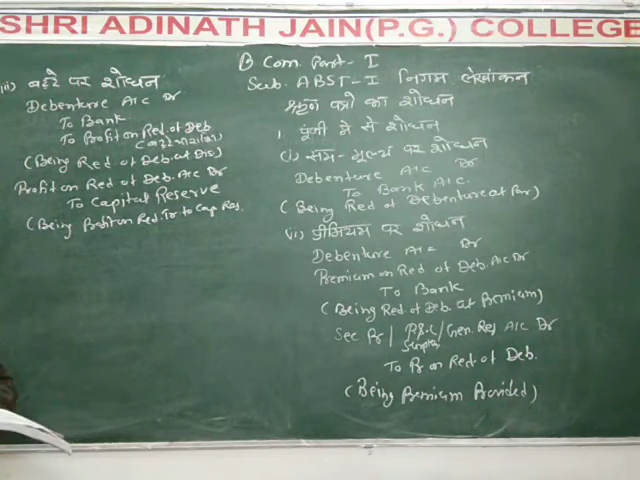 SHRI ADINATH JAIN(P.G.) COLLEGE
B Com. Part - I
Sub. ABST-I निगम लेखांकन
ऋण पत्रो का शोधन
1. पूंजी मे से शोधन
(i) सम-मूल्य पर शोधन
Debenture A/C Dr
To Bank A/C.
(Being Red of Debenture at Par)
(ii) प्रीमियम पर शोधन
Debenture A/C Dr
Premium on Red of Deb. A/C Dr
To Bank
(Being Red of Deb. at Premium)
Sec Pr / P&L / Gen. Res A/C Dr
To Pr on Red. of Deb.
(Being Premium Provided)
(iii) बट्टे पर शोधन
Debenture A/C Dr
To Bank
To Profit on Red. of Deb
(Being Red of Deb. at Dis)
Profit on Red of Deb. A/C Dr
To Capital Reserve
(Being Profit on Red. Tr to Cap Res.